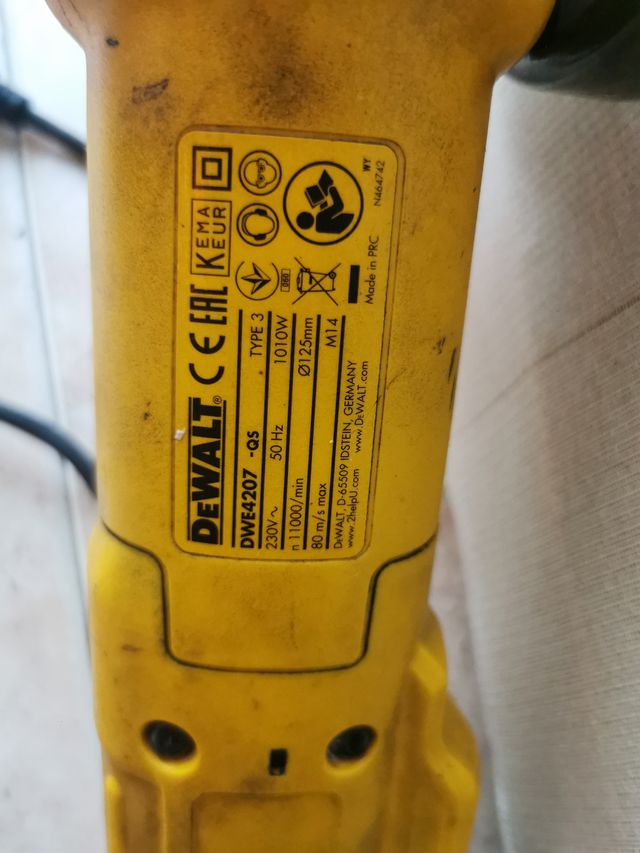 DEWALT® CE EAC KEMA KEUR
DWE4207 -QS TYPE 3
230V~ 50 Hz 1010W
n 11000/min Ø125mm
80 m/s max M14
DEWALT, D-65509 IDSTEIN, GERMANY
www.2helpU.com www.DEWALT.com
Made in PRC
WY
N464742